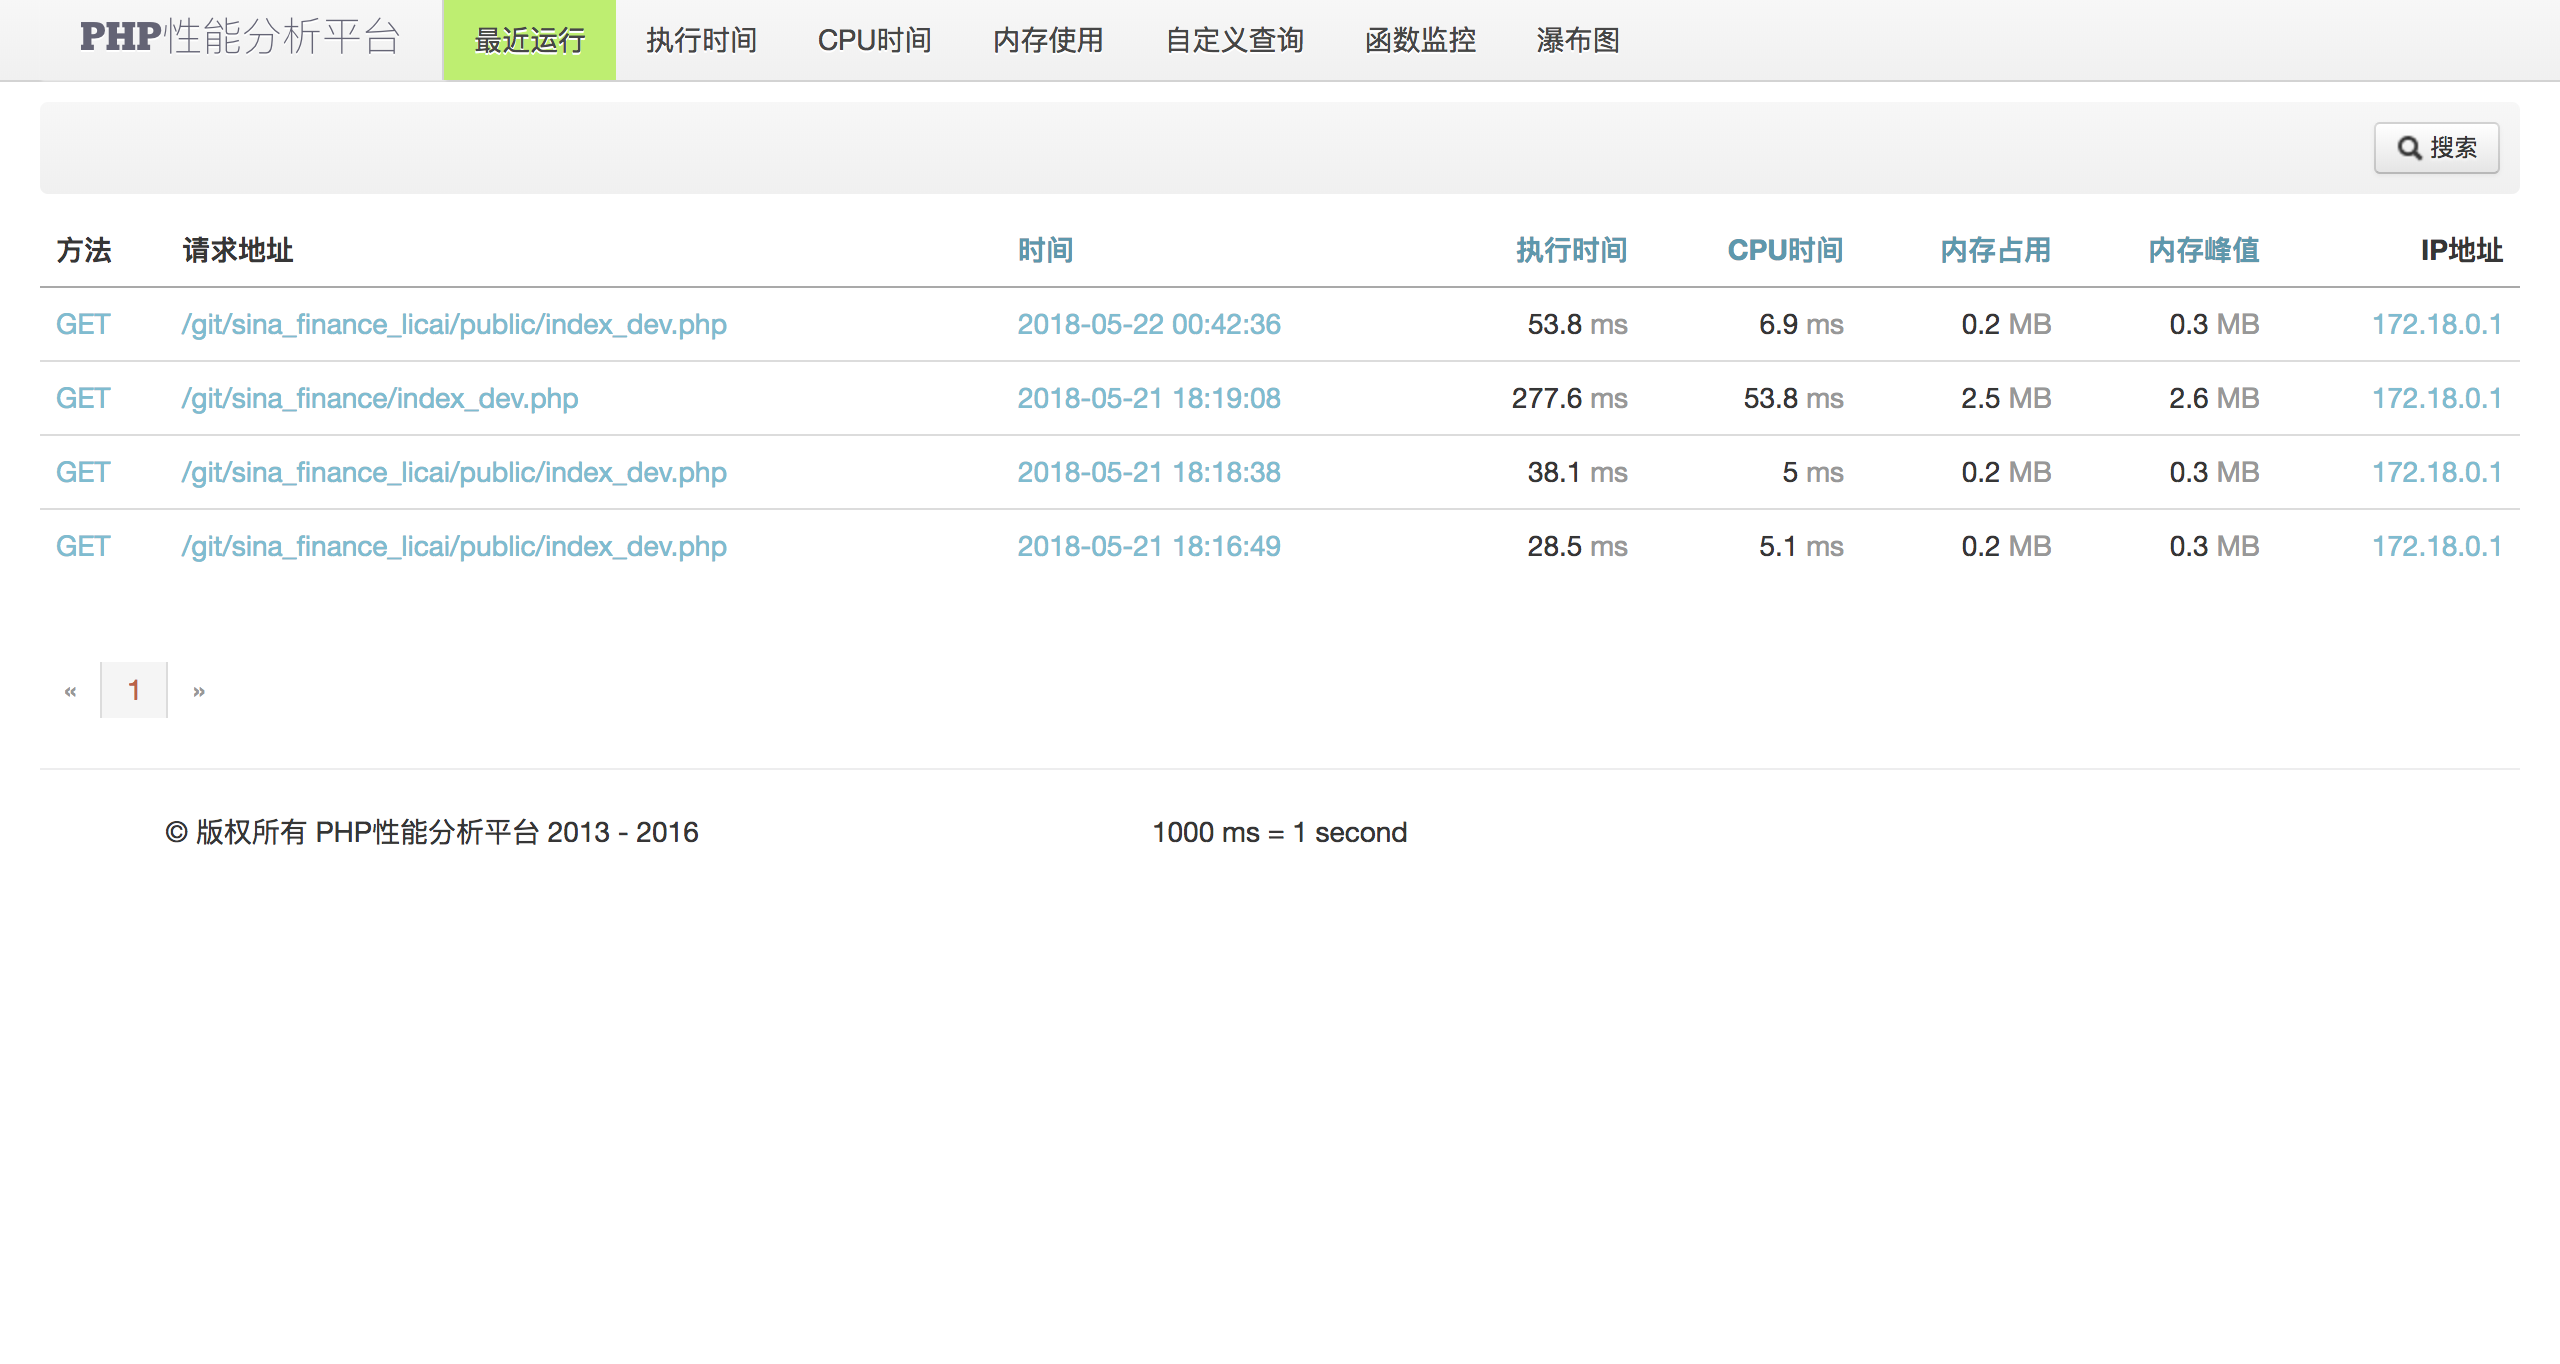 PHP性能分析平台 最近运行 执行时间 CPU时间 内存使用 自定义查询 函数监控 瀑布图
搜索
方法 请求地址 时间 执行时间 CPU时间 内存占用 内存峰值 IP地址
GET /git/sina_finance_licai/public/index_dev.php 2018-05-22 00:42:36 53.8 ms 6.9 ms 0.2 MB 0.3 MB 172.18.0.1
GET /git/sina_finance/index_dev.php 2018-05-21 18:19:08 277.6 ms 53.8 ms 2.5 MB 2.6 MB 172.18.0.1
GET /git/sina_finance_licai/public/index_dev.php 2018-05-21 18:18:38 38.1 ms 5 ms 0.2 MB 0.3 MB 172.18.0.1
GET /git/sina_finance_licai/public/index_dev.php 2018-05-21 18:16:49 28.5 ms 5.1 ms 0.2 MB 0.3 MB 172.18.0.1
« 1 »
© 版权所有 PHP性能分析平台 2013 - 2016 1000 ms = 1 second